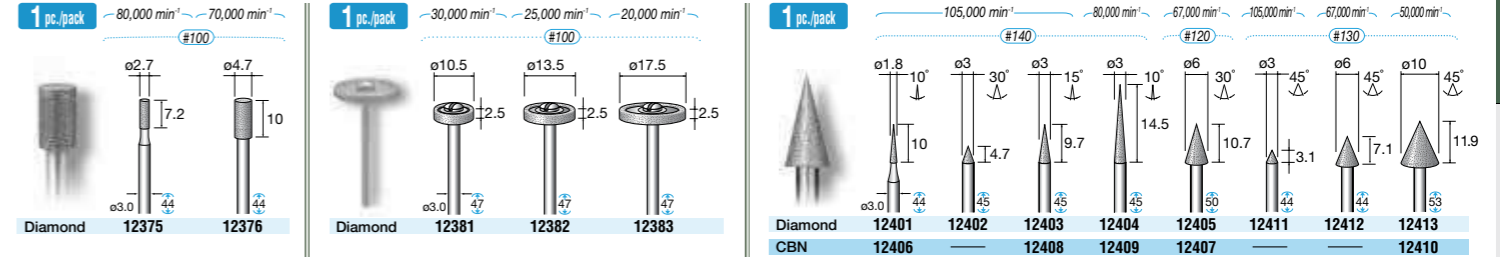 1 pc./pack 80,000 min⁻¹ 70,000 min⁻¹
#100
ø2.7 ø4.7
7.2 10
ø3.0 44 44
Diamond 12375 12376
1 pc./pack 30,000 min⁻¹ 25,000 min⁻¹ 20,000 min⁻¹
#100
ø10.5 ø13.5 ø17.5
2.5 2.5 2.5
ø3.0 47 47 47
Diamond 12381 12382 12383
1 pc./pack 105,000 min⁻¹ 80,000 min⁻¹ 67,000 min⁻¹ 105,000 min⁻¹ 67,000 min⁻¹ 50,000 min⁻¹
#140 #120 #130
ø1.8 ø3 ø3 ø3 ø6 ø3 ø6 ø10
10° 30° 15° 10° 30° 45° 45° 45°
10 4.7 9.7 14.5 10.7 3.1 7.1 11.9
ø3.0 44 45 45 45 50 44 44 53
Diamond 12401 12402 12403 12404 12405 12411 12412 12413
CBN 12406 — 12408 12409 12407 — — 12410